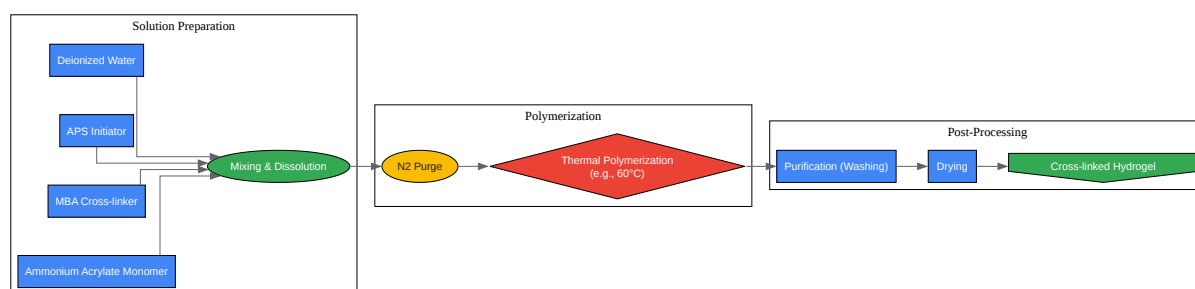 Solution Preparation
Deionized Water
APS Initiator
MBA Cross-linker
Ammonium Acrylate Monomer
Mixing & Dissolution
Polymerization
N2 Purge
Thermal Polymerization
(e.g., 60°C)
Post-Processing
Purification (Washing)
Drying
Cross-linked Hydrogel